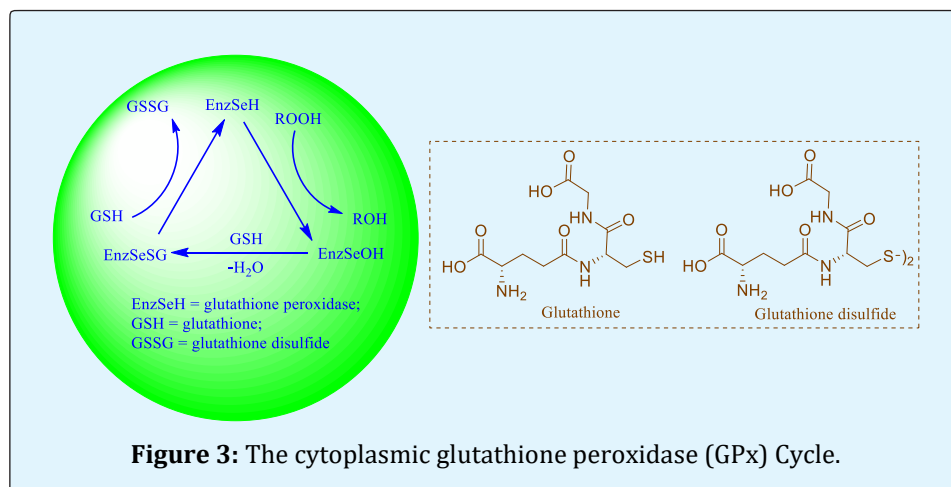 GSSG
EnzSeH
ROOH
GSH
ROH
EnzSeSG
GSH
-H₂O
EnzSeOH
EnzSeH = glutathione peroxidase;
GSH = glutathione;
GSSG = glutathione disulfide
O
HO
HN
O
O
O
HO
NH₂
N
H
SH
Glutathione
O
HO
HN
O
O
O
HO
NH₂
N
H
S-)₂
Glutathione disulfide
Figure 3: The cytoplasmic glutathione peroxidase (GPx) Cycle.